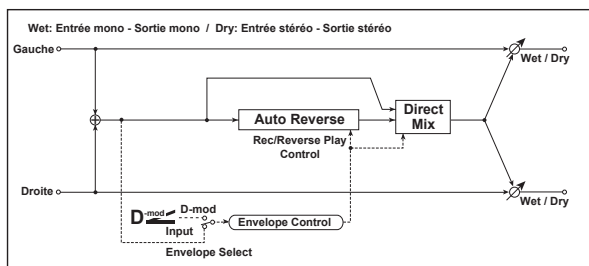 Wet: Entrée mono - Sortie mono / Dry: Entrée stéréo - Sortie stéréo
Gauche
Wet / Dry
Auto Reverse
Direct
Mix
Rec/Reverse Play
Control
Droite
Wet / Dry
D-mod
D-mod
Input
Envelope Control
Envelope Select